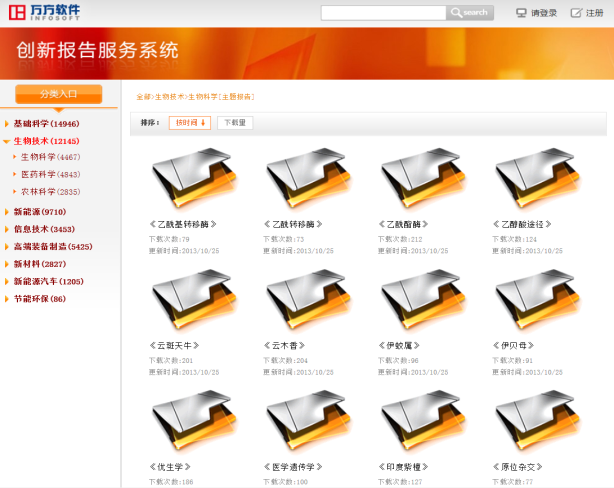 万方软件
INFOSOFT
search
请登录
注册
创新报告服务系统
分类入口
基础科学(14946)
生物技术(12145)
生物科学(4467)
医药科学(4843)
农林科学(2835)
新能源(9710)
信息技术(3453)
高端装备制造(5425)
新材料(2827)
新能源汽车(1205)
节能环保(86)
全部>生物技术>生物科学[主题报告]
排序：
按时间
下载量
《乙酰基转移酶》
下载次数:79
更新时间:2013/10/25
《乙酰转移酶》
下载次数:73
更新时间:2013/10/25
《乙酰酯酶》
下载次数:212
更新时间:2013/10/25
《乙醇酸途径》
下载次数:124
更新时间:2013/10/25
《云斑天牛》
下载次数:201
更新时间:2013/10/25
《云木香》
下载次数:204
更新时间:2013/10/25
《伊蚊属》
下载次数:96
更新时间:2013/10/25
《伊贝母》
下载次数:91
更新时间:2013/10/25
《优生学》
下载次数:186
《医学遗传学》
下载次数:100
《印度紫檀》
下载次数:127
《原位杂交》
下载次数:77